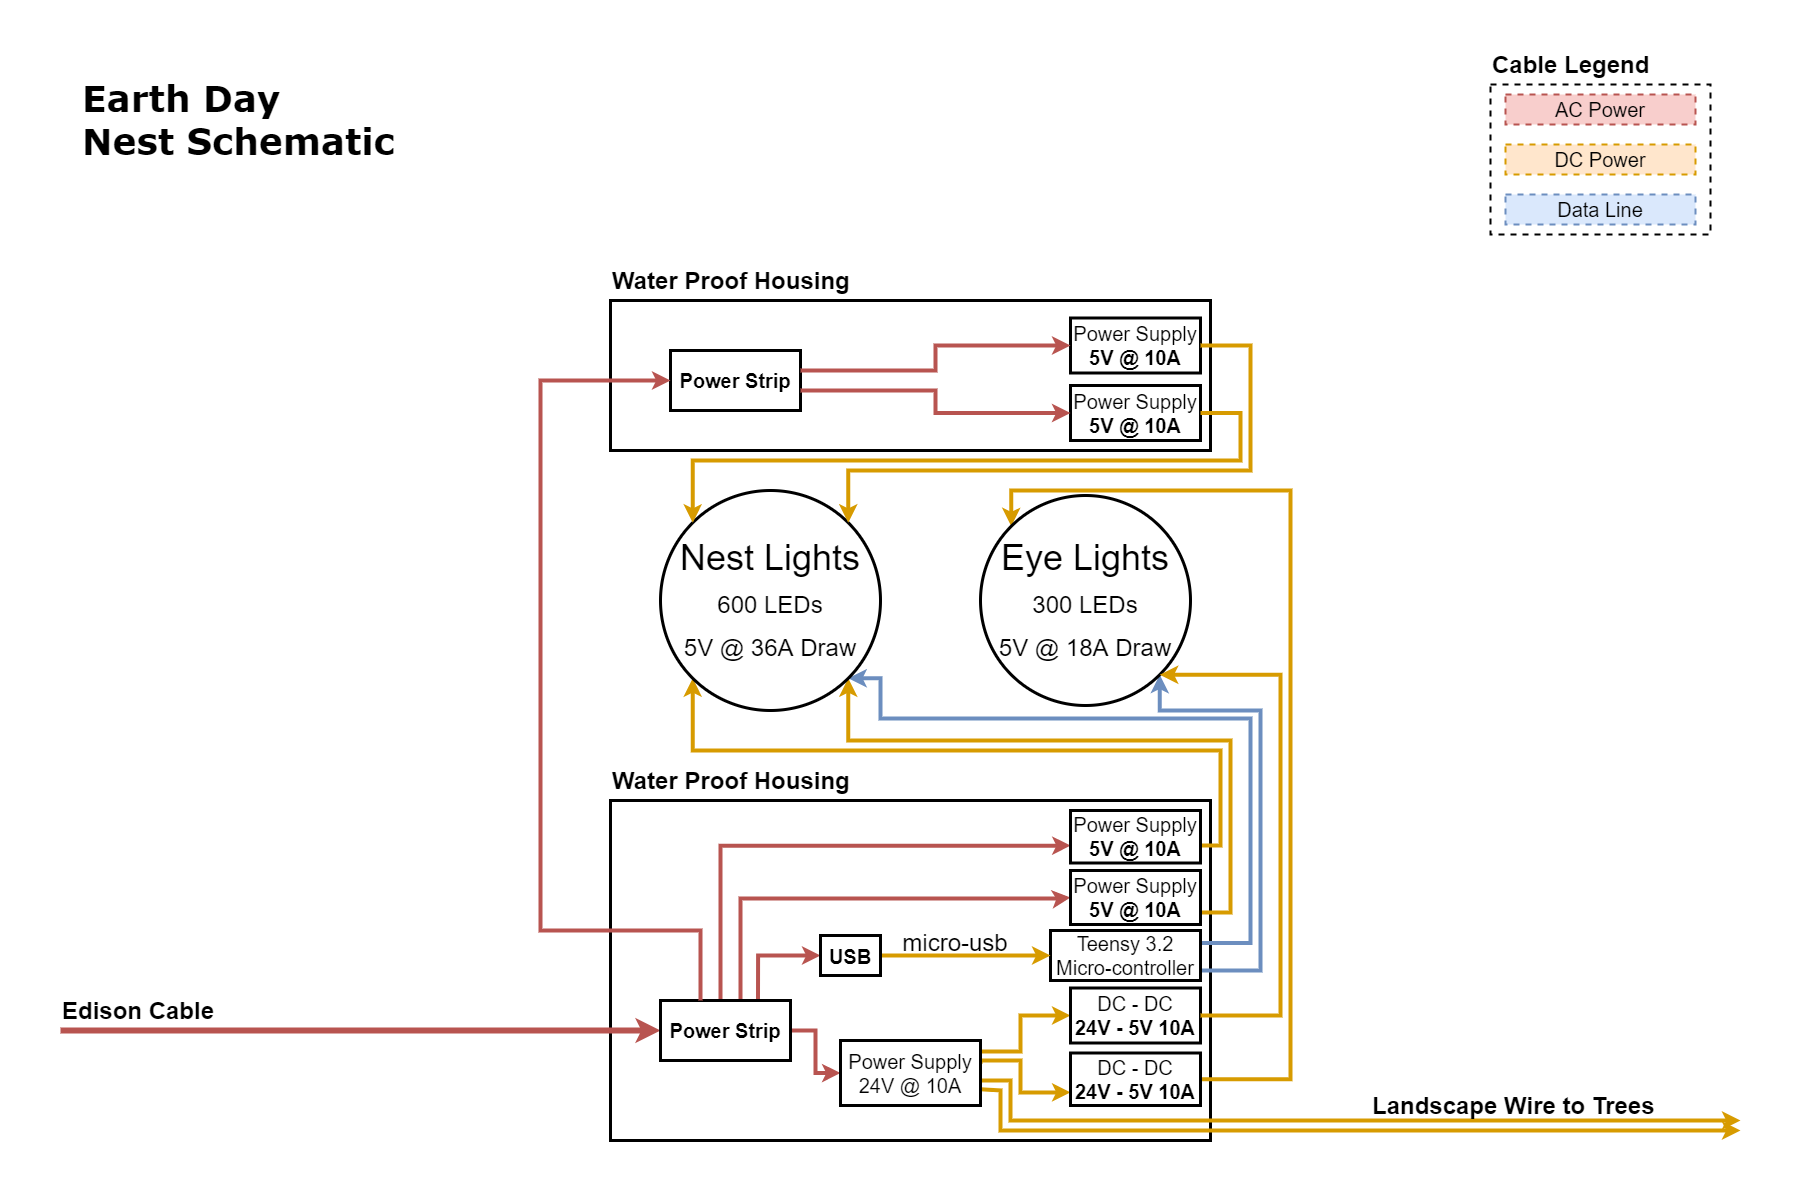 Earth Day
Nest Schematic
Cable Legend
AC Power
DC Power
Data Line
Water Proof Housing
Power Strip
Power Supply
5V @ 10A
Power Supply
5V @ 10A
Nest Lights
600 LEDs
5V @ 36A Draw
Eye Lights
300 LEDs
5V @ 18A Draw
Water Proof Housing
Power Supply
5V @ 10A
Power Supply
5V @ 10A
USB
micro-usb
Teensy 3.2
Micro-controller
Edison Cable
Power Strip
Power Supply
24V @ 10A
DC - DC
24V - 5V 10A
DC - DC
24V - 5V 10A
Landscape Wire to Trees